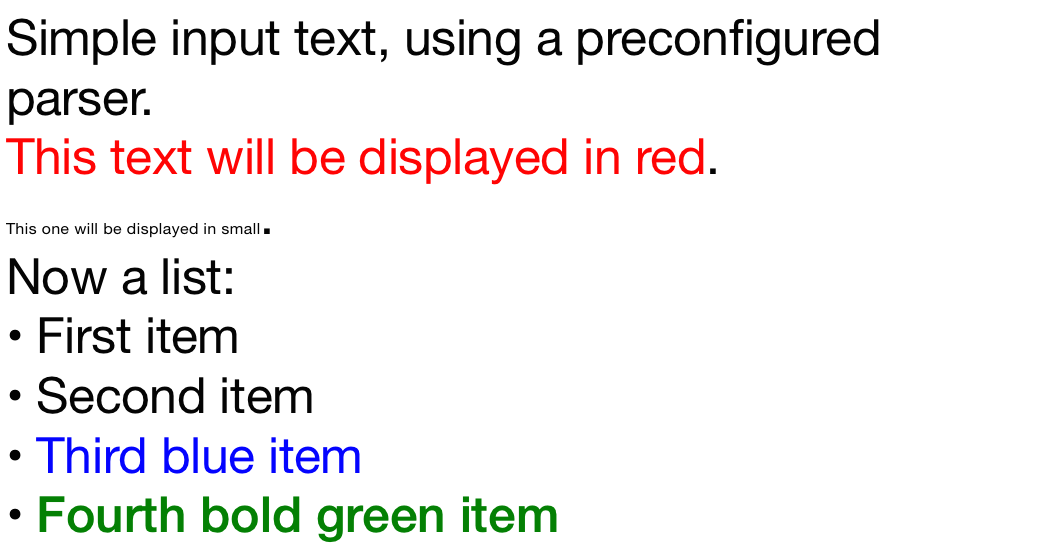 Simple input text, using a preconfigured
parser.
This text will be displayed in red.
This one will be displayed in small.
Now a list:
• First item
• Second item
• Third blue item
• Fourth bold green item